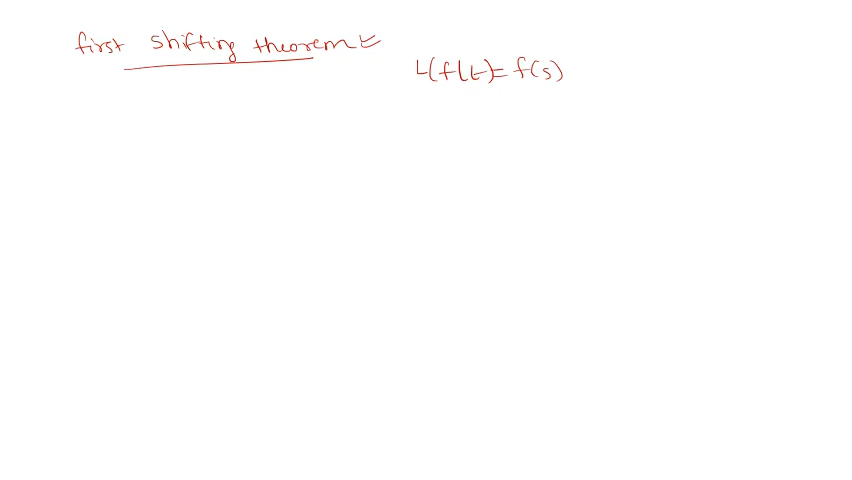 first shifting theorem :-
L(f(t)= f(s)